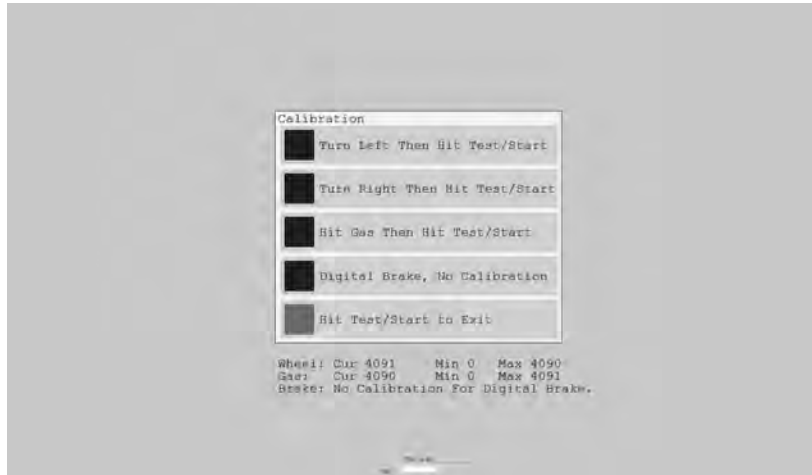 Calibration
Turn Left Then Hit Test/Start
Turn Right Then Hit Test/Start
Hit Gas Then Hit Test/Start
Digital Brake, No Calibration
Hit Test/Start to Exit
Wheel: Cur 4091 Min 0 Max 4090
Gas: Cur 4090 Min 0 Max 4091
Brake: No Calibration For Digital Brake.